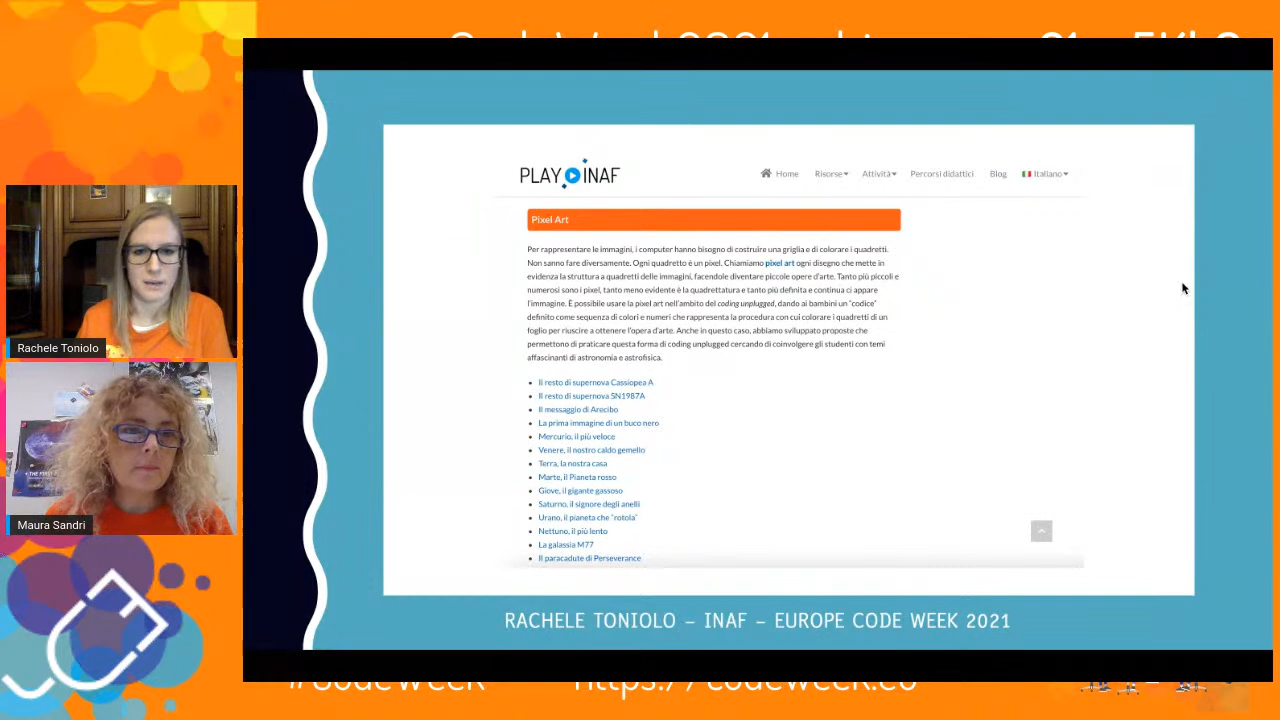 PLAY INAF
Home Risorse Attività Percorsi didattici Blog Italiano
Pixel Art
Per rappresentare le immagini, i computer hanno bisogno di costruire una griglia e di colorare i quadretti.
Non sanno fare diversamente. Ogni quadretto è un pixel. Chiamiamo pixel art ogni disegno che mette in
evidenza la struttura a quadretti delle immagini, facendole diventare piccole opere d'arte. Tanto più piccoli e
numerosi sono i pixel, tanto meno evidente è la quadrettatura e tanto più definita e continua ci appare
l'immagine. È possibile usare la pixel art nell'ambito del coding unplugged, dando ai bambini un "codice"
definito come sequenza di colori e numeri che rappresenta la procedura con cui colorare i quadretti di un
foglio per riuscire a ottenere l'opera d'arte. Anche in questo caso, abbiamo sviluppato proposte che
permettono di praticare questa forma di coding unplugged cercando di coinvolgere gli studenti con temi
affascinanti di astronomia e astrofisica.
Il resto di supernova Cassiopea A
Il resto di supernova SN1987A
Il messaggio di Arecibo
La prima immagine di un buco nero
Mercurio, il più veloce
Venere, il nostro caldo gemello
Terra, la nostra casa
Marte, il Pianeta rosso
Giove, il gigante gassoso
Saturno, il signore degli anelli
Urano, il pianeta che "rotola"
Nettuno, il più lento
La galassia M77
Il paracadute di Perseverance
RACHELE TONIOLO – INAF – EUROPE CODE WEEK 2021
Rachele Toniolo
Maura Sandri
#CodeWeek https://codeweek.eu